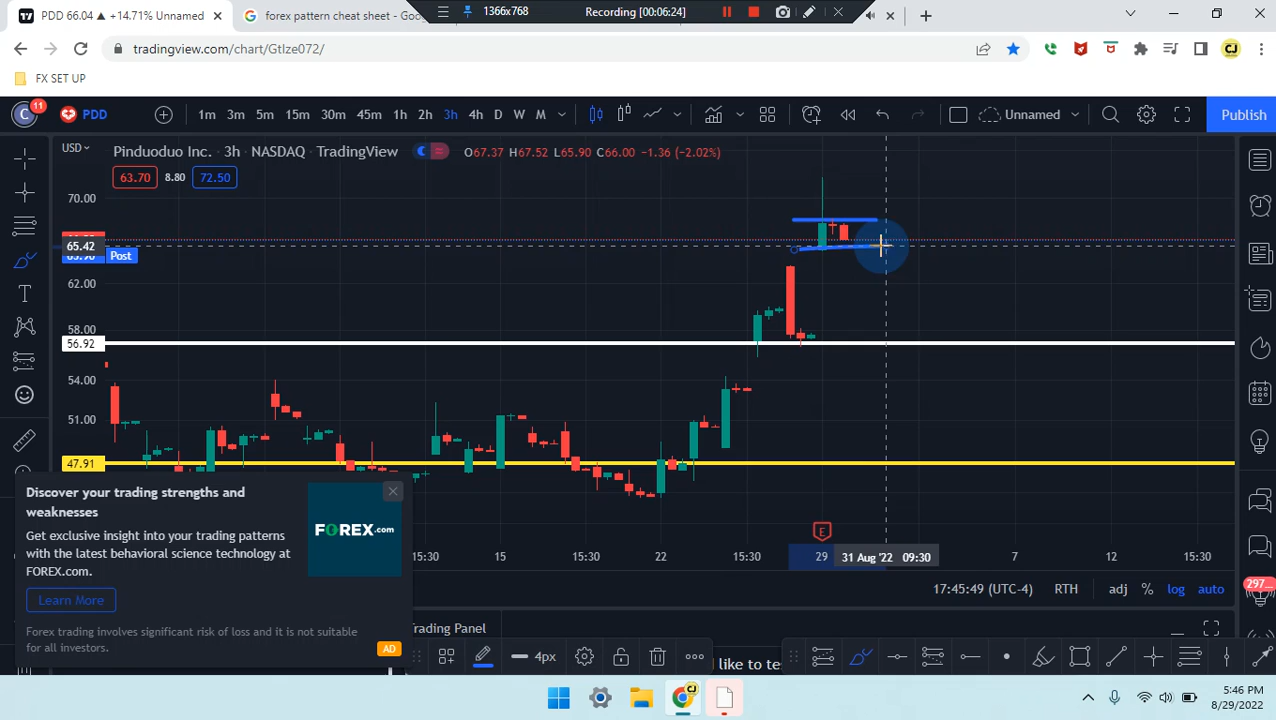 PDD 66.04 ▲ +14.71% Unnamed
forex pattern cheat sheet - Goo
1366x768
Recording [00:06:24]
tradingview.com/chart/GtIze072/
FX SET UP
C 11 PDD 1m 3m 5m 15m 30m 45m 1h 2h 3h 4h D W M Unnamed Publish
USD
Pinduoduo Inc. · 3h · NASDAQ · TradingView
O67.37 H67.52 L65.90 C66.00 -1.36 (-2.02%)
63.70 8.80 72.50
70.00
65.42
Post
62.00
58.00
56.92
54.00
51.00
47.91
Discover your trading strengths and
weaknesses
Get exclusive insight into your trading patterns
with the latest behavioral science technology at
FOREX.com.
Learn More
Forex trading involves significant risk of loss and it is not suitable
for all investors.
AD
FOREX.com
E
15:30 15 15:30 22 15:30 29 31 Aug '22 09:30 7 12 15:30
17:45:49 (UTC-4) RTH adj % log auto
297
Trading Panel
4px
like to tes
CJ
5:46 PM
8/29/2022